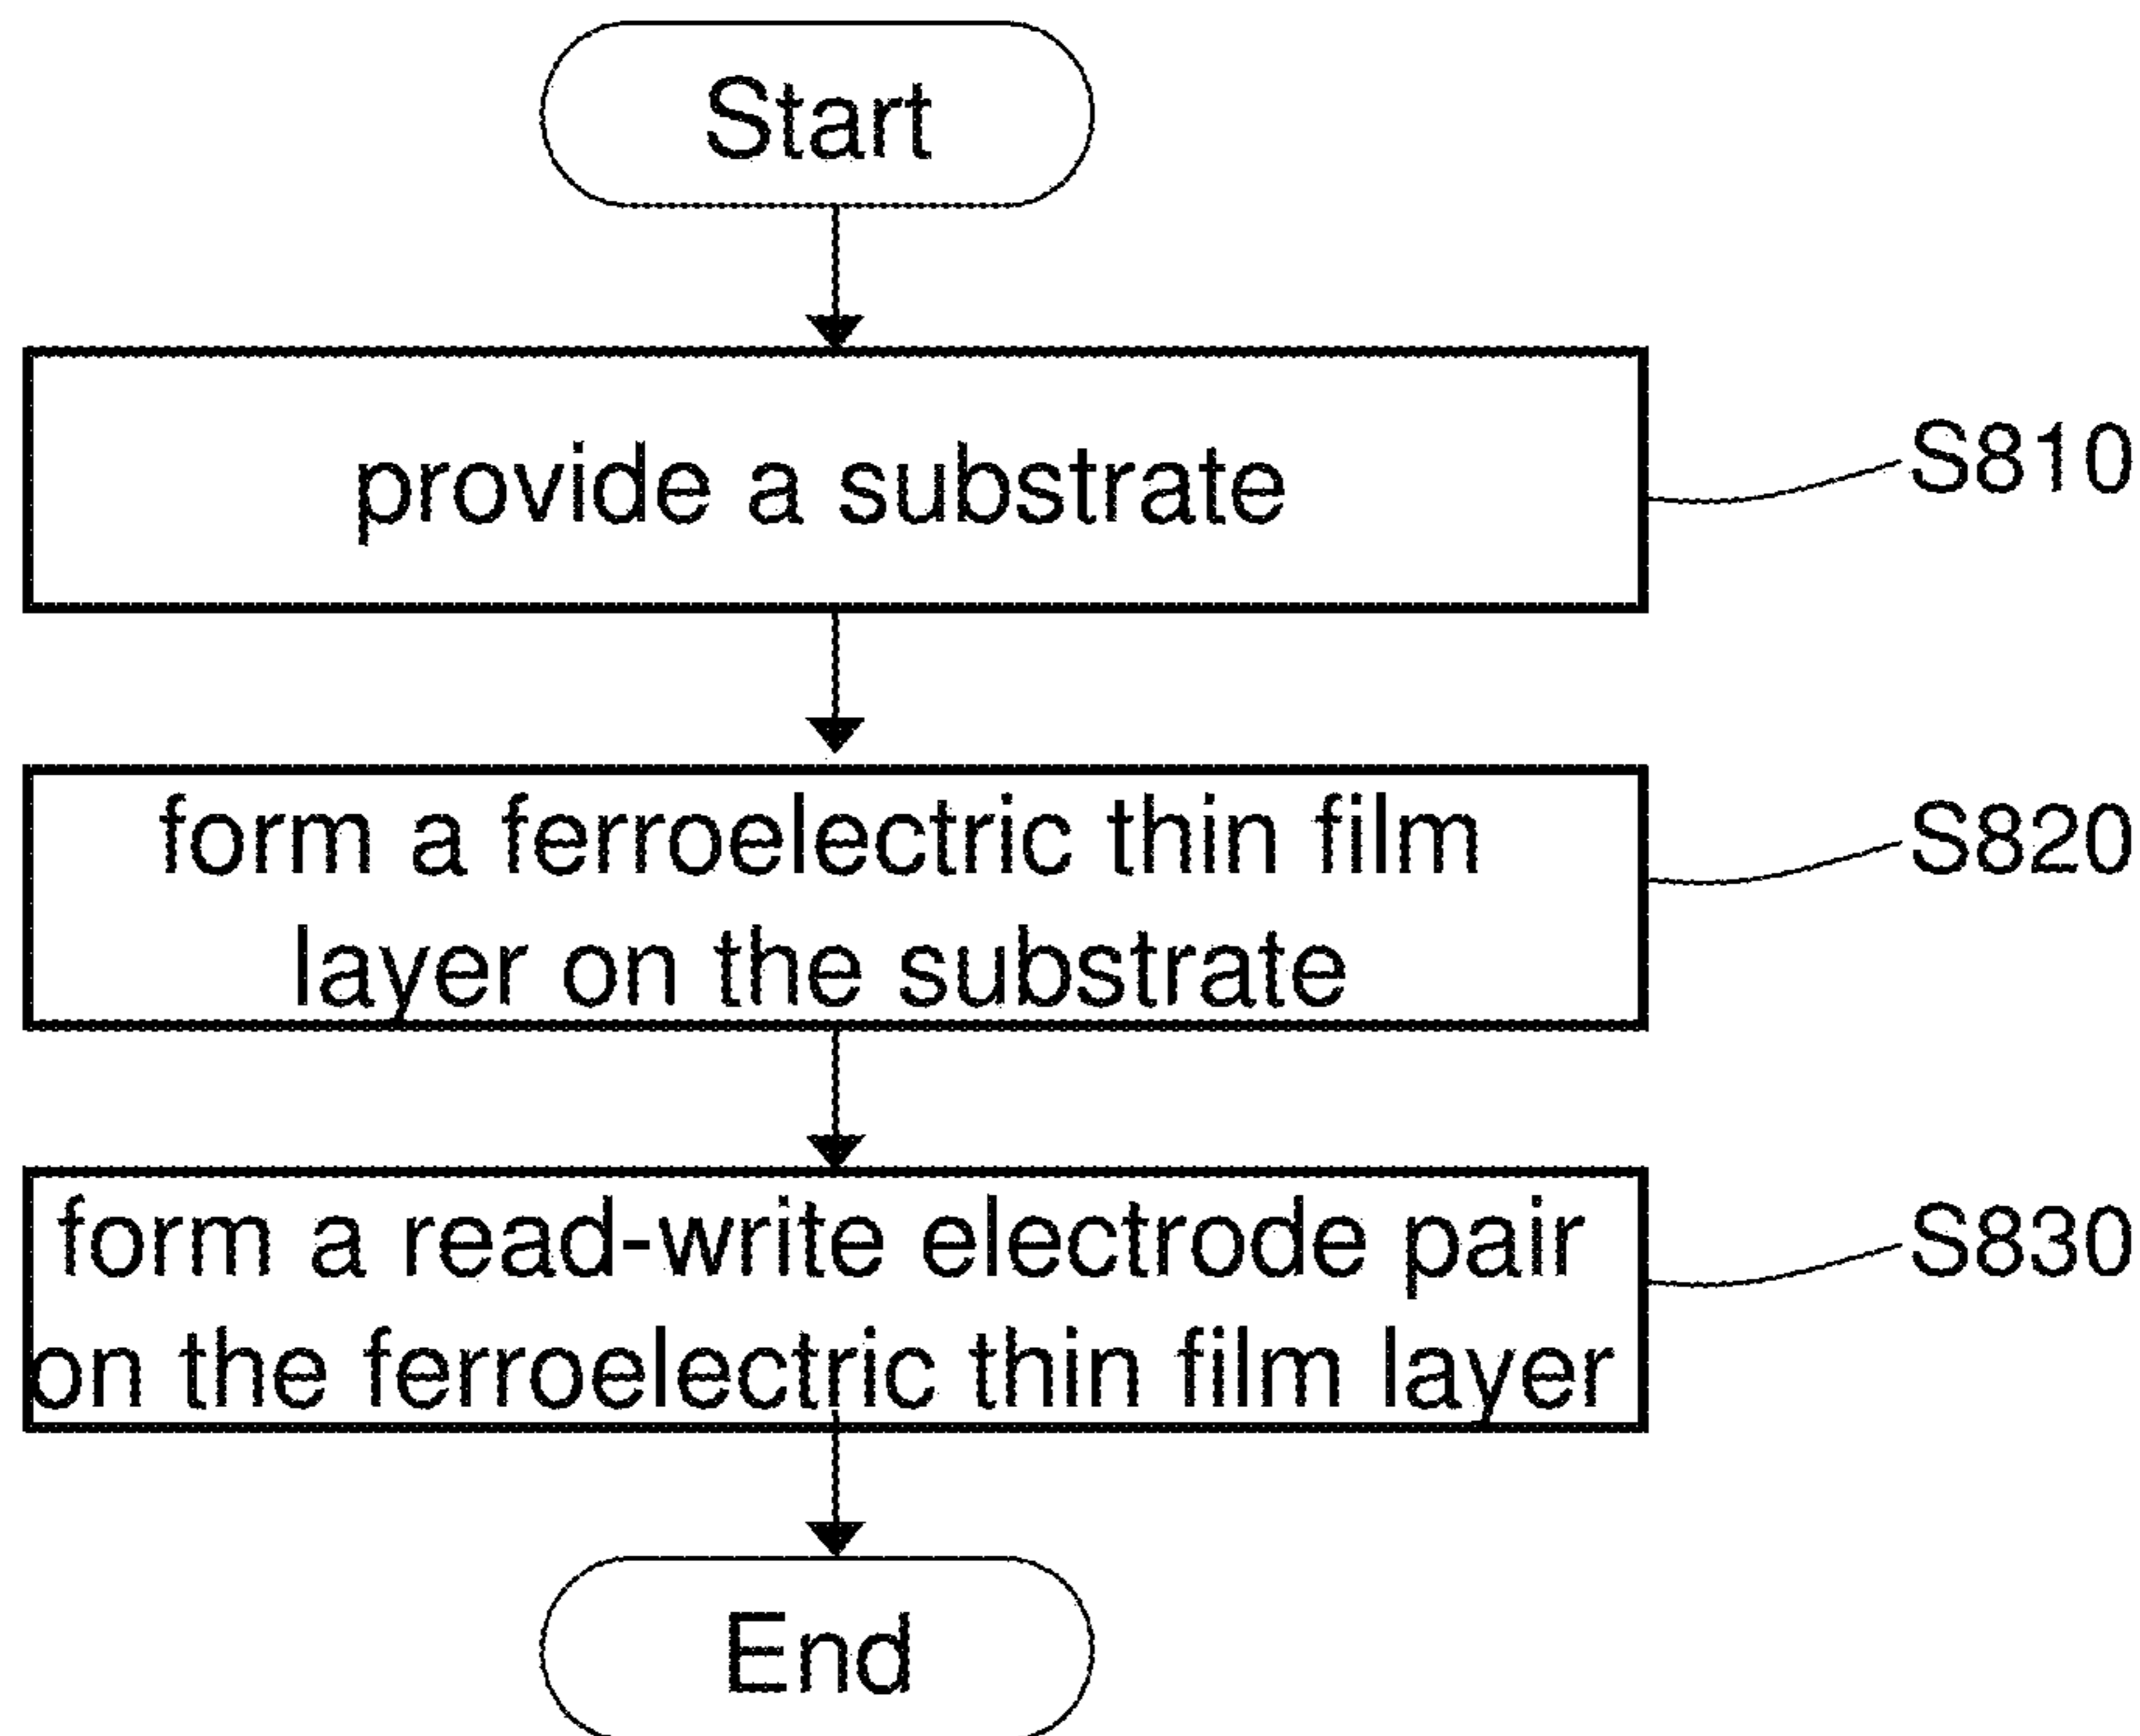 Start
provide a substrate
S810
form a ferroelectric thin film
layer on the substrate
S820
form a read-write electrode pair
on the ferroelectric thin film layer
S830
End